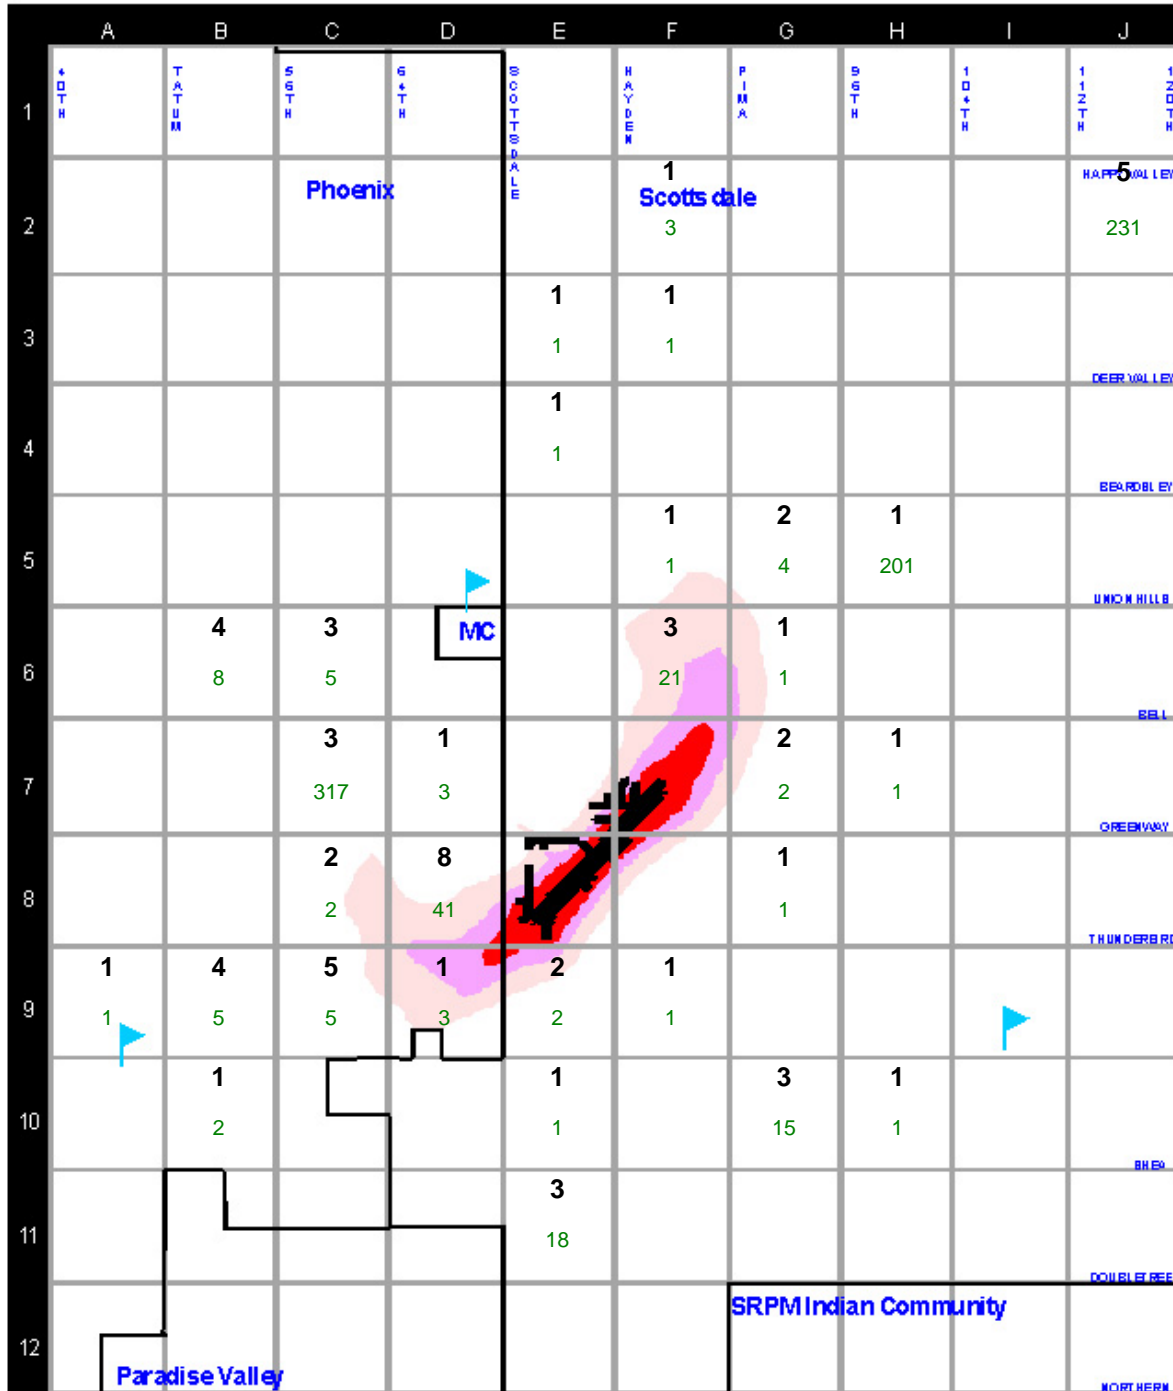 A B C D E F G H I J
1
40TH TATUM 56TH 64TH SCOTTSDALE HAYDEN PIMA 96TH 104TH 112TH 120TH
1 5
HAPPY VALLEY
Phoenix Scottsdale
2 3 231
1 1
3 1 1
DEER VALLEY
1
4 1
BEARDSLEY
1 2 1
5 1 4 201
UNION HILLS
4 3 MC 3 1
6 8 5 21 1
BELL
3 1 2 1
7 317 3 2 1
GREENWAY
2 8 1
8 2 41 1
THUNDERBIRD
1 4 5 1 2 1
9 1 5 5 3 2 1
1 1 3 1
10 2 1 15 1
SHEA
3
11 18
DOUBLETREE
SRPM Indian Community
12
Paradise Valley
NORTHERN